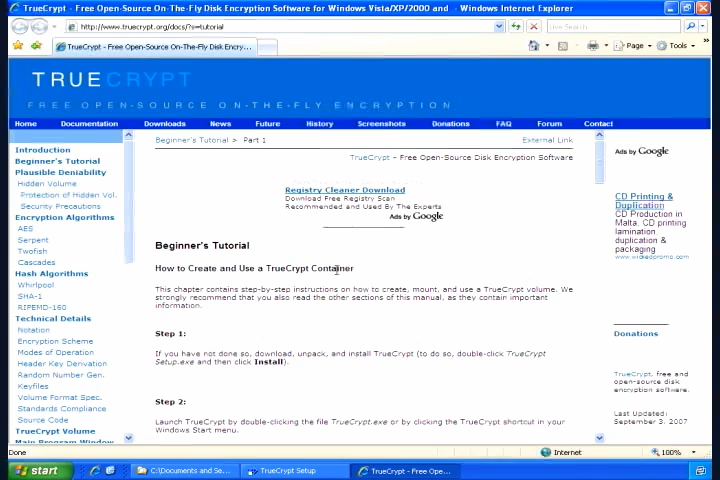 TrueCrypt - Free Open-Source On-The-Fly Disk Encryption Software for Windows Vista/XP/2000 and - Windows Internet Explorer
http://www.truecrypt.org/docs/?s=tutorial
Live Search
TrueCrypt - Free Open-Source On-The-Fly Disk Encry...
Page
Tools
TRUECRYPT
FREE OPEN-SOURCE ON-THE-FLY ENCRYPTION
Home Documentation Downloads News Future History Screenshots Donations FAQ Forum Contact
Introduction
Beginner's Tutorial
Plausible Deniability
Hidden Volume
Protection of Hidden Vol.
Security Precautions
Encryption Algorithms
AES
Serpent
Twofish
Cascades
Hash Algorithms
Whirlpool
SHA-1
RIPEMD-160
Technical Details
Notation
Encryption Scheme
Modes of Operation
Header Key Derivation
Random Number Gen.
Keyfiles
Volume Format Spec.
Standards Compliance
Source Code
TrueCrypt Volume
Main Program Window
Beginner's Tutorial > Part 1
External Link
TrueCrypt - Free Open-Source Disk Encryption Software
Registry Cleaner Download
Download Free Registry Scan
Recommended and Used By The Experts
Ads by Google
Beginner's Tutorial
How to Create and Use a TrueCrypt Container
This chapter contains step-by-step instructions on how to create, mount, and use a TrueCrypt volume. We
strongly recommend that you also read the other sections of this manual, as they contain important
information.
Step 1:
If you have not done so, download, unpack, and install TrueCrypt (to do so, double-click TrueCrypt
Setup.exe and then click Install).
Step 2:
Launch TrueCrypt by double-clicking the file TrueCrypt.exe or by clicking the TrueCrypt shortcut in your
Windows Start menu.
Ads by Google
CD Printing &
Duplication
CD Production in
Malta, CD printing
lamination,
duplication &
packaging
www.wickedpromo.com
Donations
TrueCrypt, free and
open-source disk
encryption software.
Last Updated:
September 3, 2007
Done
Internet
100%
start
C:\Documents and Se...
TrueCrypt Setup
TrueCrypt - Free Ope...